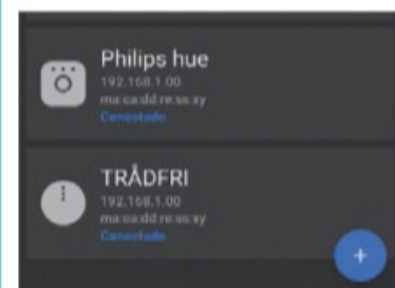 Philips hue
192.168.1.00
ma:ca:dd:re:ss:xy
Conectado
TRÅDFRI
192.168.1.00
ma:ca:dd:re:ss:xy
Conectado
+